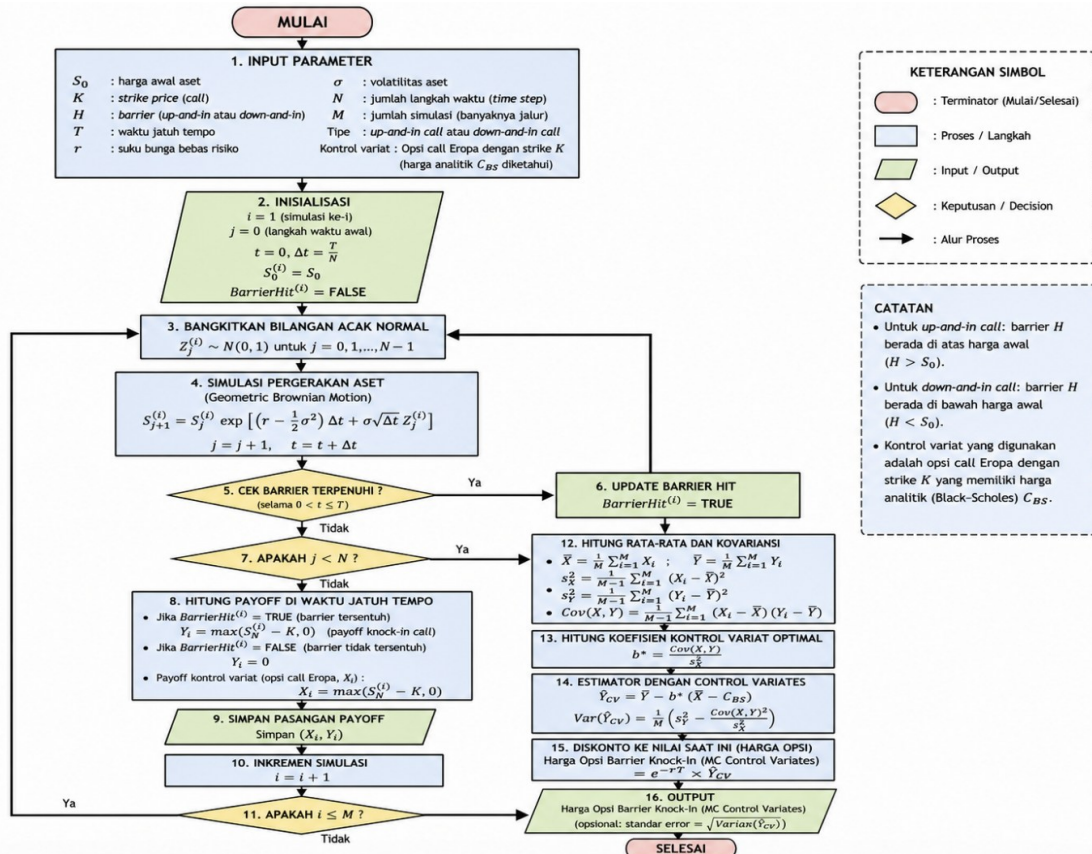 MULAI
1. INPUT PARAMETER
S₀ : harga awal aset
K : strike price (call)
H : barrier (up-and-in atau down-and-in)
T : waktu jatuh tempo
r : suku bunga bebas risiko
σ : volatilitas aset
N : jumlah langkah waktu (time step)
M : jumlah simulasi (banyaknya jalur)
Tipe : up-and-in call atau down-and-in call
Kontrol variat : Opsi call Eropa dengan strike K
(harga analitik C_BS diketahui)
2. INISIALISASI
i = 1 (simulasi ke-i)
j = 0 (langkah waktu awal)
t = 0, Δt = T/N
S₀^(i) = S₀
BarrierHit^(i) = FALSE
3. BANGKITKAN BILANGAN ACAK NORMAL
Z_j^(i) ~ N(0, 1) untuk j = 0, 1,...,N − 1
4. SIMULASI PERGERAKAN ASET
(Geometric Brownian Motion)
S_{j+1}^(i) = S_j^(i) exp [(r − 1/2 σ²) Δt + σ√Δt Z_j^(i)]
j = j + 1, t = t + Δt
5. CEK BARRIER TERPENUHI ?
(selama 0 < t ≤ T)
Ya
Tidak
6. UPDATE BARRIER HIT
BarrierHit^(i) = TRUE
7. APAKAH j < N ?
Ya
Tidak
8. HITUNG PAYOFF DI WAKTU JATUH TEMPO
• Jika BarrierHit^(i) = TRUE (barrier tersentuh)
Y_i = max(S_N^(i) − K, 0) (payoff knock-in call)
• Jika BarrierHit^(i) = FALSE (barrier tidak tersentuh)
Y_i = 0
• Payoff kontrol variat (opsi call Eropa, X_i) :
X_i = max(S_N^(i) − K, 0)
9. SIMPAN PASANGAN PAYOFF
Simpan (X_i, Y_i)
10. INKREMEN SIMULASI
i = i + 1
11. APAKAH i ≤ M ?
Ya
Tidak
12. HITUNG RATA-RATA DAN KOVARIANSI
• X̄ = 1/M Σ_{i=1}^M X_i ; Ȳ = 1/M Σ_{i=1}^M Y_i
s_X² = 1/(M−1) Σ_{i=1}^M (X_i − X̄)²
• s_Y² = 1/(M−1) Σ_{i=1}^M (Y_i − Ȳ)²
• Cov(X, Y) = 1/(M−1) Σ_{i=1}^M (X_i − X̄) (Y_i − Ȳ)
13. HITUNG KOEFISIEN KONTROL VARIAT OPTIMAL
b* = Cov(X,Y)/s_X²
14. ESTIMATOR DENGAN CONTROL VARIATES
Ŷ_CV = Ȳ − b* (X̄ − C_BS)
Var(Ŷ_CV) = 1/M (s_Y² − Cov(X,Y)²/s_X²)
15. DISKONTO KE NILAI SAAT INI (HARGA OPSI)
Harga Opsi Barrier Knock-In (MC Control Variates)
= e^{−rT} × Ŷ_CV
16. OUTPUT
Harga Opsi Barrier Knock-In (MC Control Variates)
(opsional: standar error = √Varian(Ŷ_CV))
SELESAI
KETERANGAN SIMBOL
: Terminator (Mulai/Selesai)
: Proses / Langkah
: Input / Output
: Keputusan / Decision
: Alur Proses
CATATAN
• Untuk up-and-in call: barrier H
berada di atas harga awal
(H > S₀).
• Untuk down-and-in call: barrier H
berada di bawah harga awal
(H < S₀).
• Kontrol variat yang digunakan
adalah opsi call Eropa dengan
strike K yang memiliki harga
analitik (Black–Scholes) C_BS.